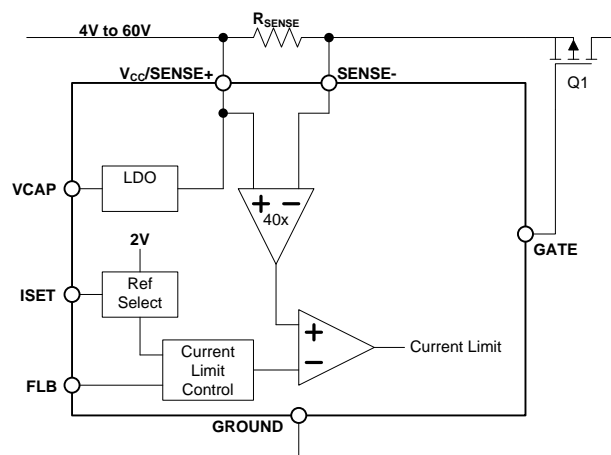 4V to 60V
RSENSE
VCC/SENSE+
SENSE-
Q1
LDO
VCAP
+ −
40x
2V
GATE
ISET
Ref
Select
+
Current Limit
−
Current
Limit
Control
FLB
GROUND